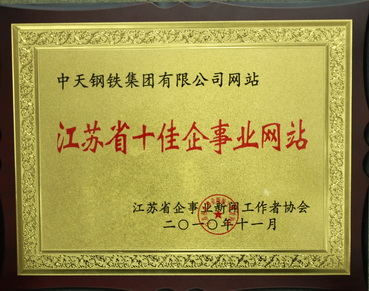 中天钢铁集团有限公司网站
江苏省十佳企事业网站
江苏省企事业新闻工作者协会
二〇一〇年十一月